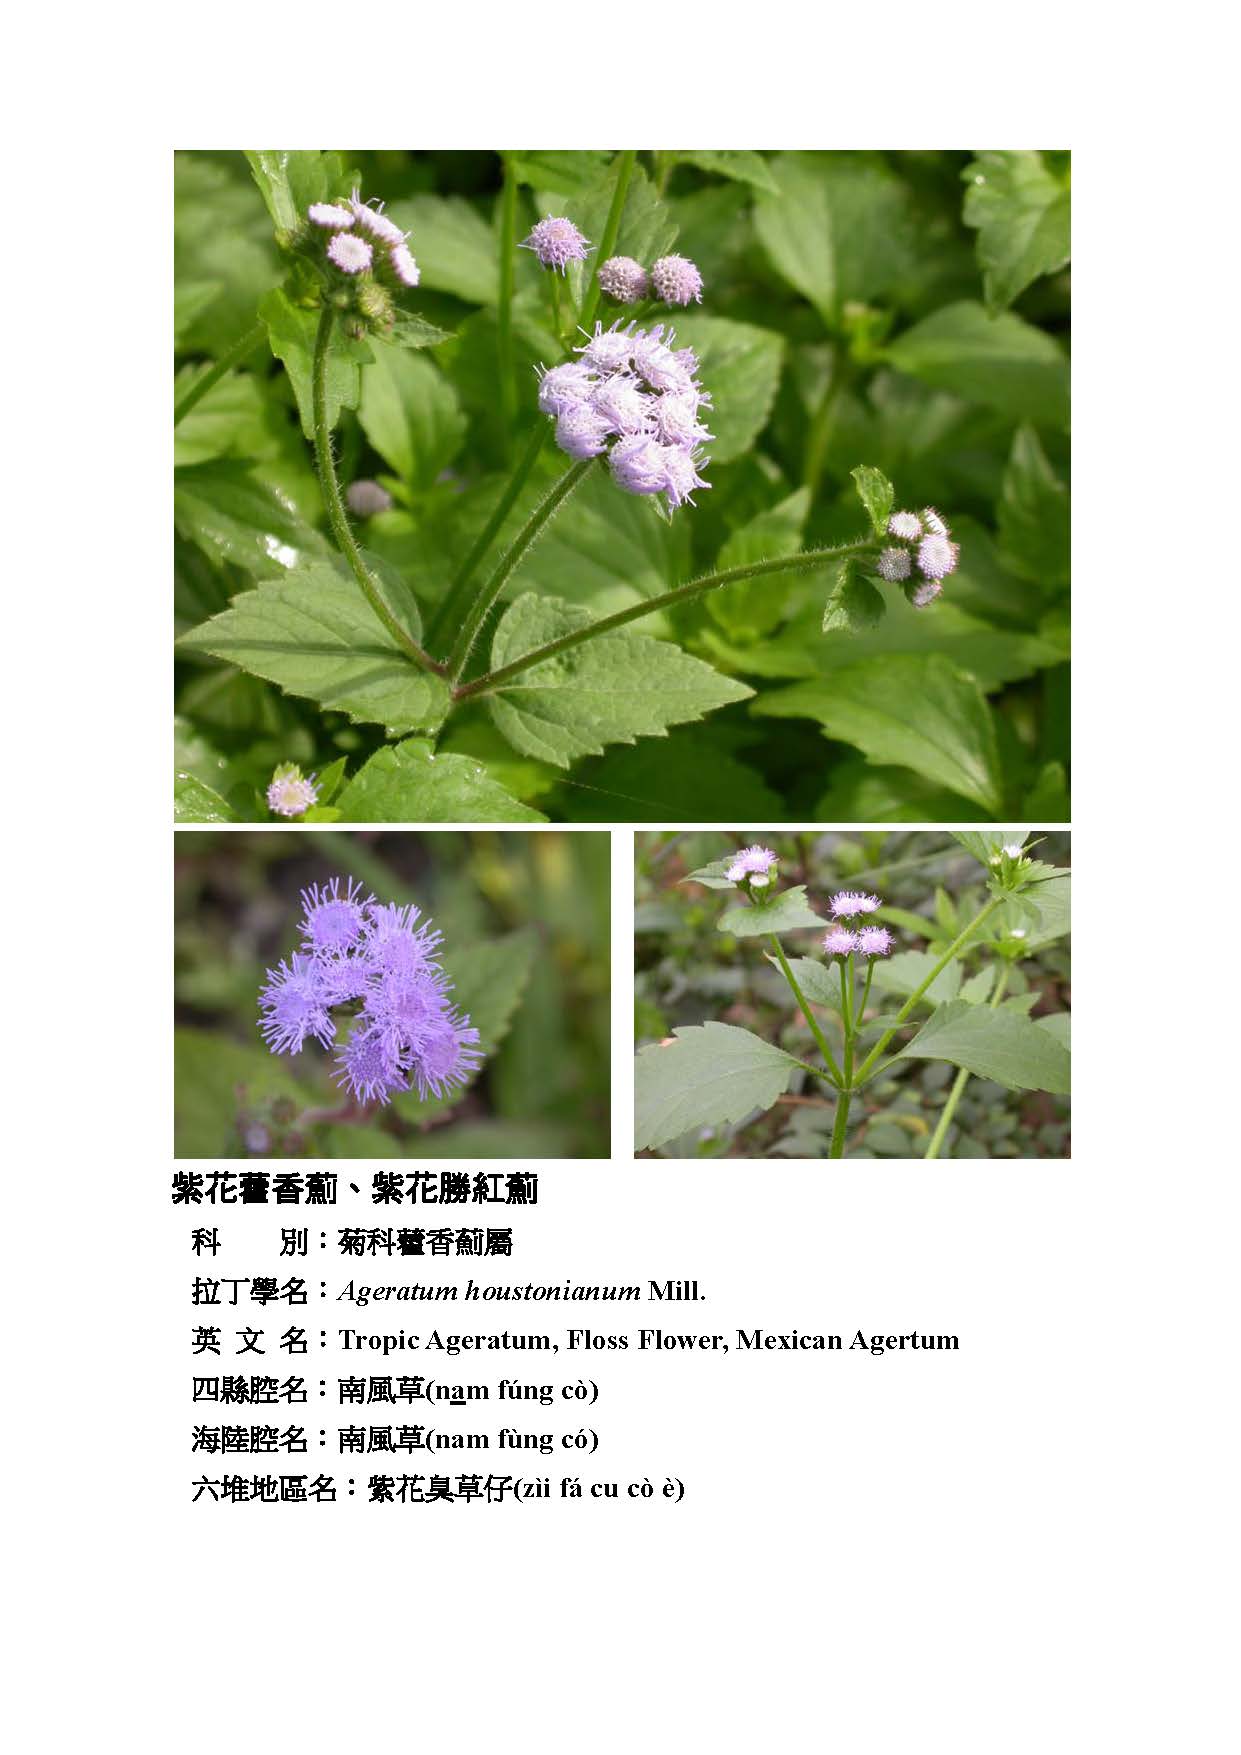 紫花藿香薊、紫花勝紅薊
科　　別：菊科藿香薊屬
拉丁學名：Ageratum houstonianum Mill.
英 文 名：Tropic Ageratum, Floss Flower, Mexican Agertum
四縣腔名：南風草(nam fúng cò)
海陸腔名：南風草(nam fùng có)
六堆地區名：紫花臭草仔(zìi fá cu cò è)